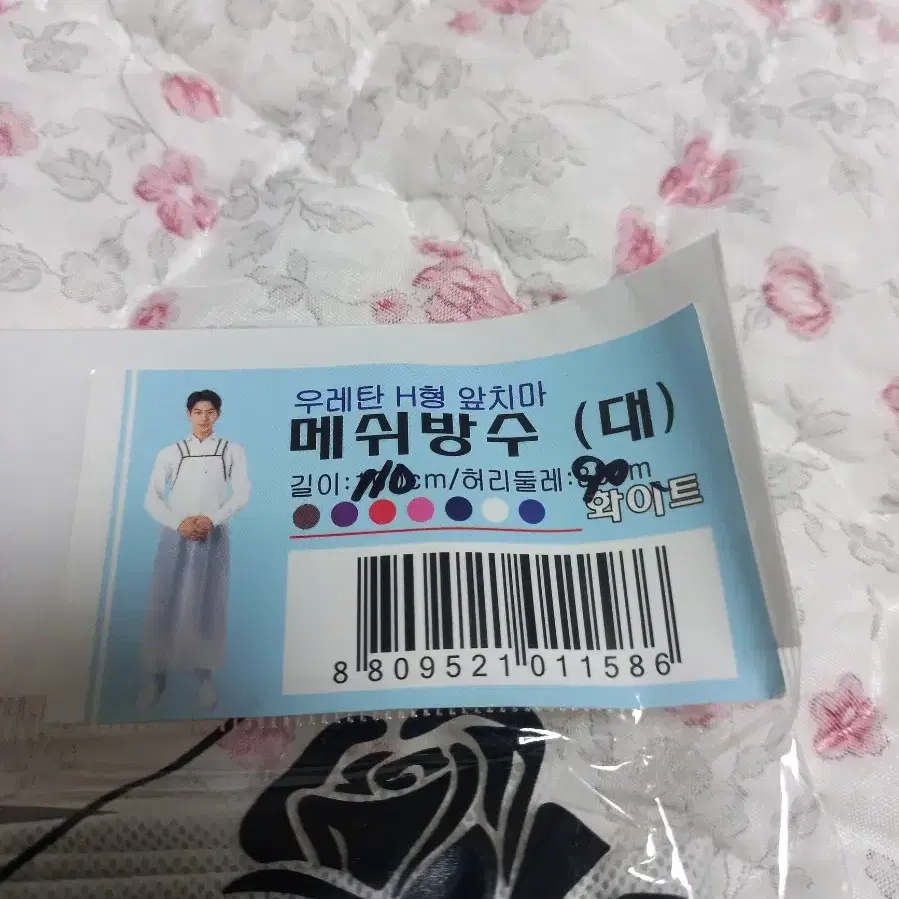 우레탄 H형 앞치마
메쉬방수 (대)
길이:110cm/허리둘레:90cm
화이트
8 809521 011586